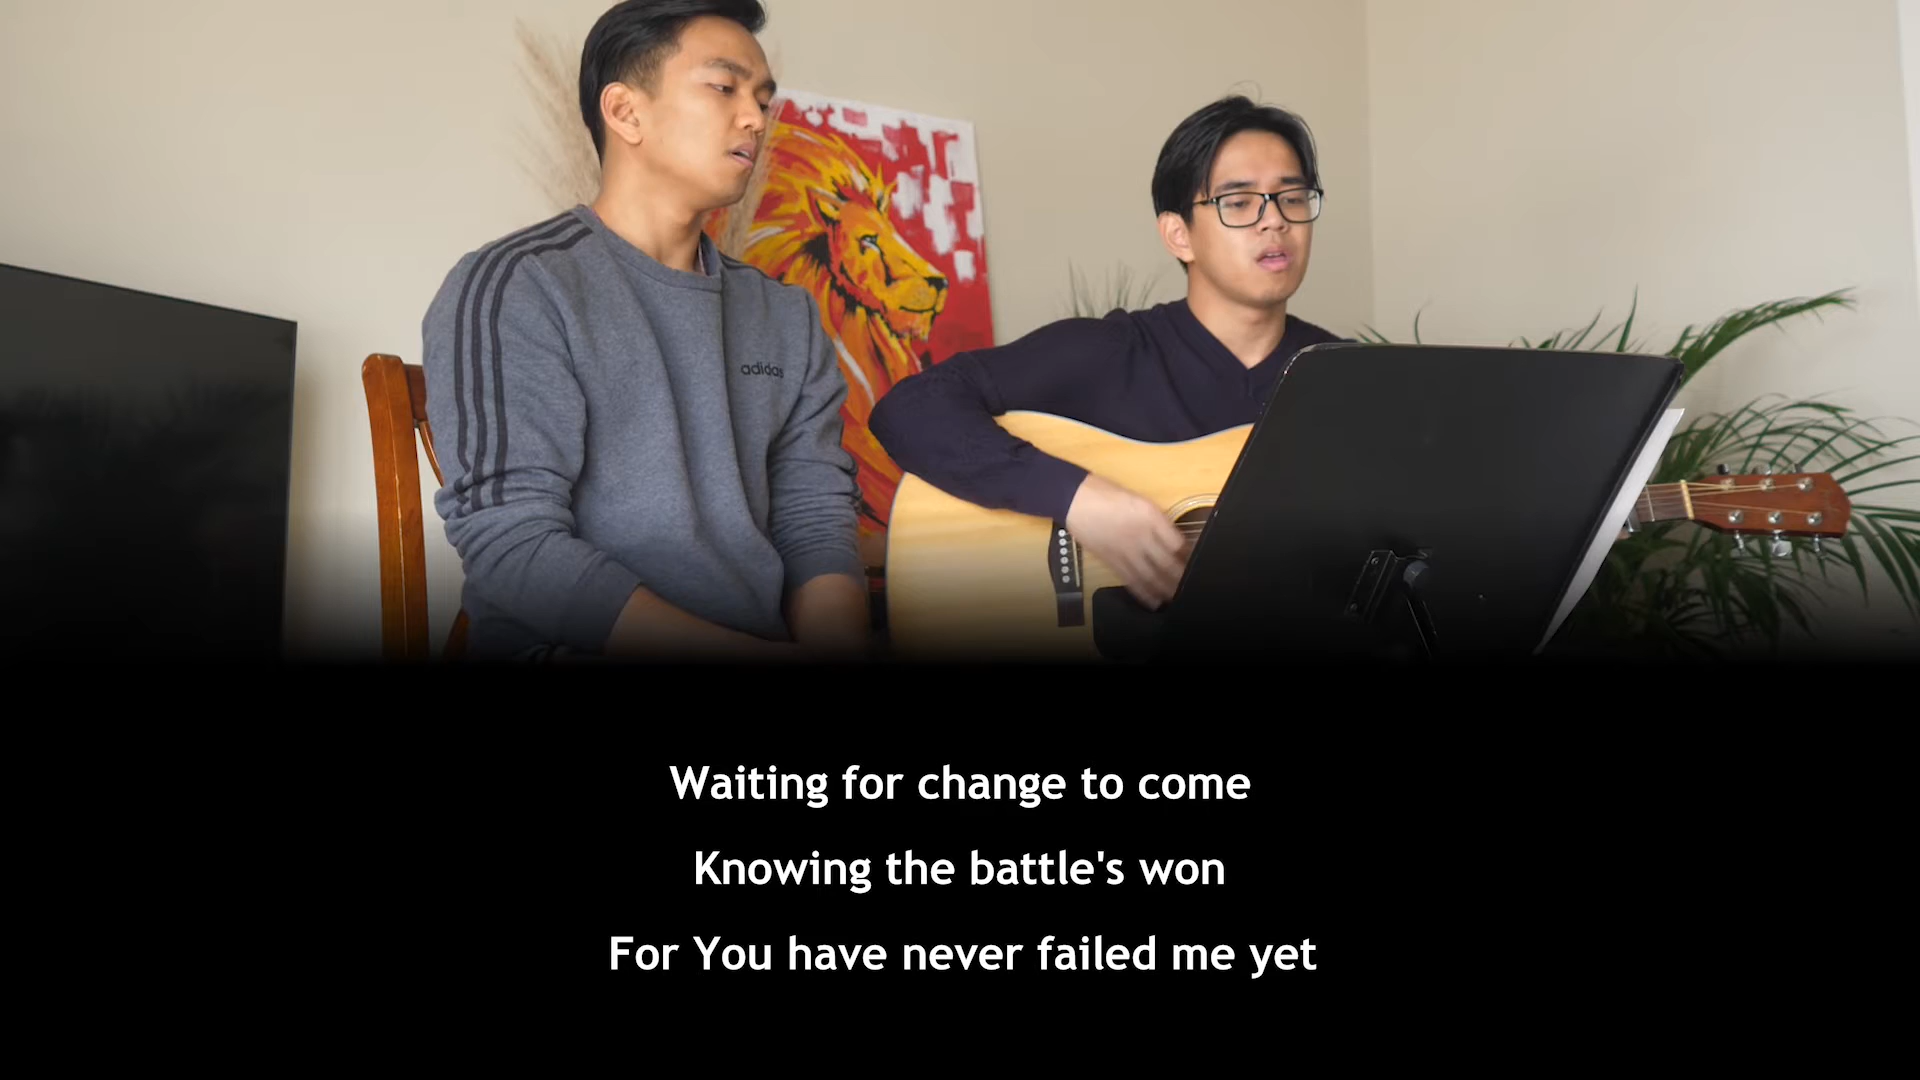 adidas
Waiting for change to come
Knowing the battle's won
For You have never failed me yet